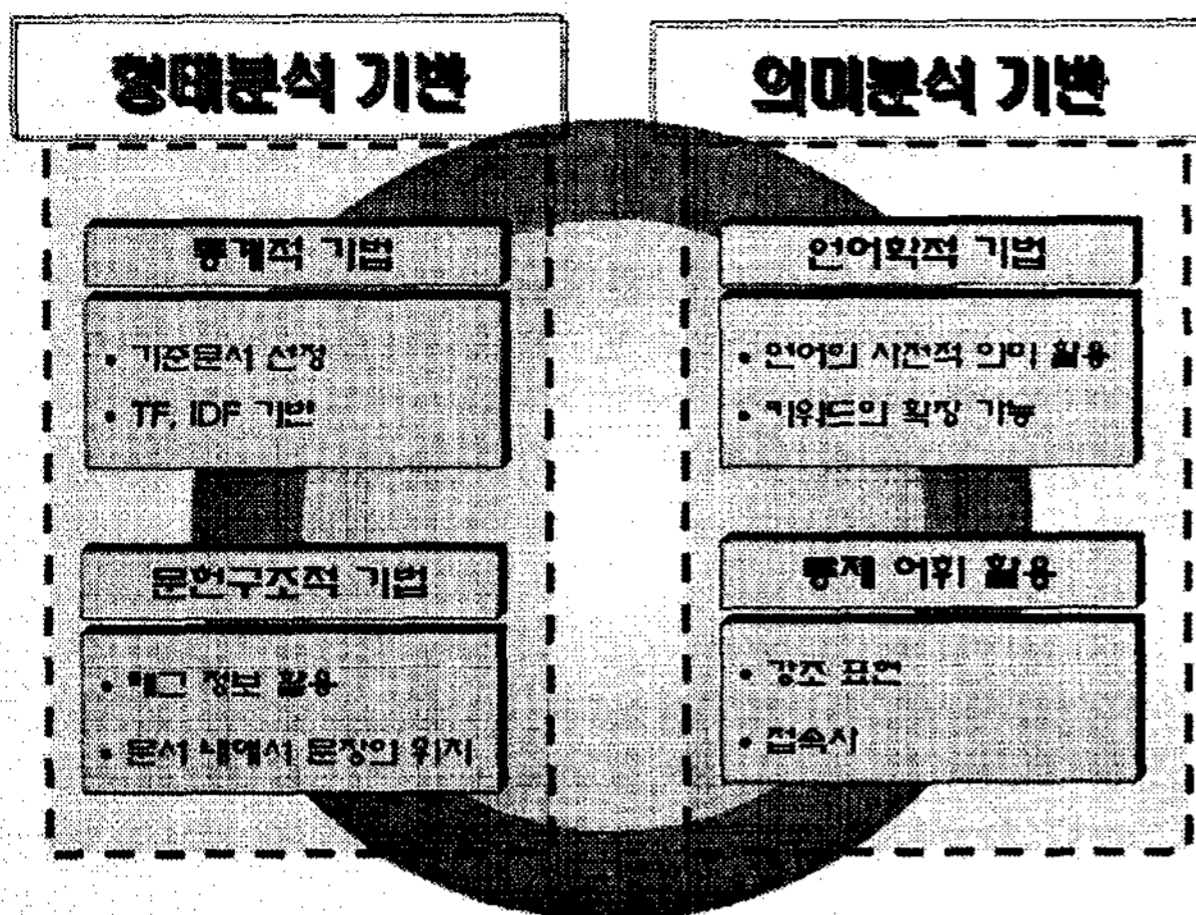 형태분석 기반
통계적 기법
• 기준문서 선정
• TF, IDF 기반
문헌구조적 기법
• 태그 정보 활용
• 문서 내에서 문장의 위치
의미분석 기반
언어학적 기법
• 언어의 사전적 의미 활용
• 키워드의 확장 가능
통제 어휘 활용
• 강조 표현
• 접속사